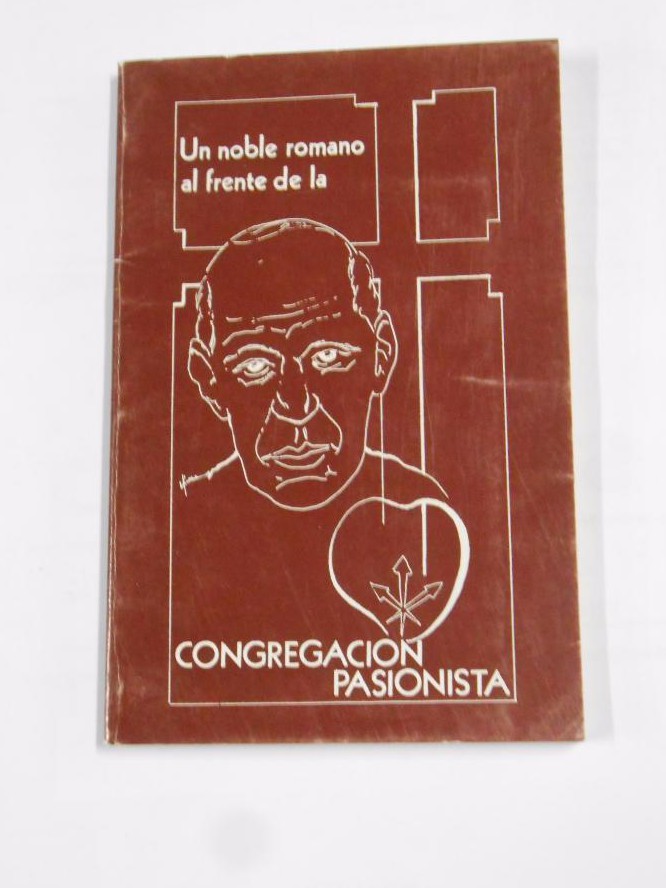 Un noble romano
al frente de la
CONGREGACION
PASIONISTA